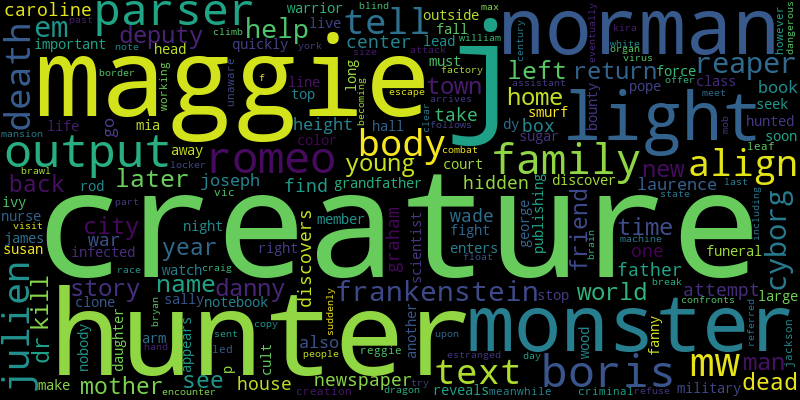 caroline
parser
tell
warrior
blind
organ
max
william
past
norman
century
climb
kira
york
note
white
mob
eventually
however
dangerous
em
important
deputy
help
live
outside
fall
center
lead
border
head
quickly
working
unaware
factory
size
attack
becoming
must
virus
offer
assistant
arrives
long
reaper
death
maggie
j
f
escape
follows
clear
left
return
force
class
book
town
line
top
height
hall
life
mia
go
home
smurf
bounty
pope
hunted
seek
meet
soon
light
output
away
romeo
color
body
take
dy
box
sugar
combat
family
align
leaf
mansion
locker
brawl
back
later
rod
joseph
find
grandfather
young
court
hidden
new
laurence
discover
ivy
visit
nurse
part
vic
city
night
member
discovers
graham
scientist
wade
fight
george
publishing
friend
time
one
last
including
james
war
year
susan
infected
race
creature
right
watch
craig
enters
float
brain
machine
state
father
funeral
cyborg
story
name
danny
frankenstein
stop
world
break
attempt
large
confronts
julien
dr
kill
clone
sally
notebook
suddenly
also
another
wood
fanny
referred
military
man
jackson
nobody
daughter
arm
bryan
appears
hand
sent
copy
led
cult
reggie
upon
people
hunter
monster
boris
mw
make
mother
see
p
house
newspaper
text
reveals
day
meanwhile
criminal
refuse
dead
encounter
creation
dragon
try
estranged